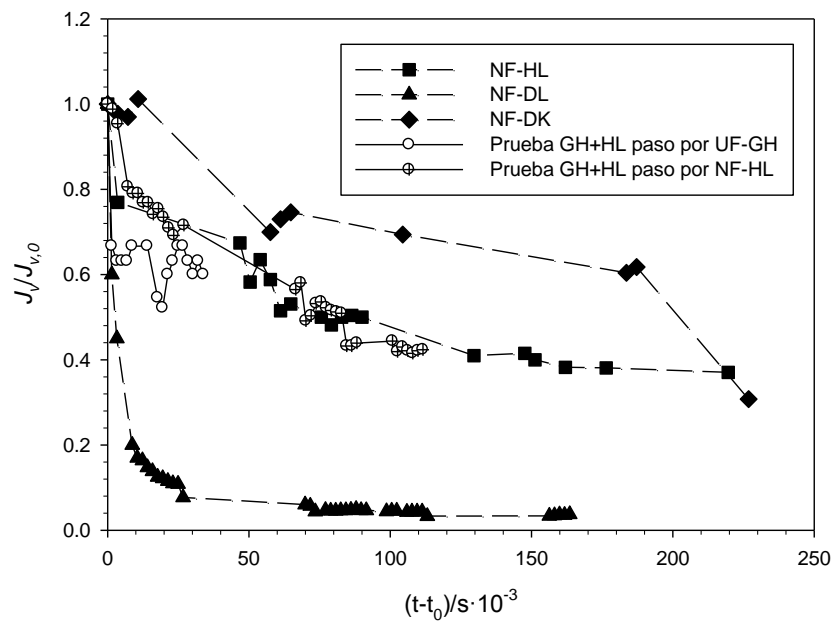 1.2
1.0
0.8
0.6
0.4
0.2
0.0
J_v/J_{v,0}
NF-HL
NF-DL
NF-DK
Prueba GH+HL paso por UF-GH
Prueba GH+HL paso por NF-HL
0 50 100 150 200 250
(t-t_0)/s·10^{-3}